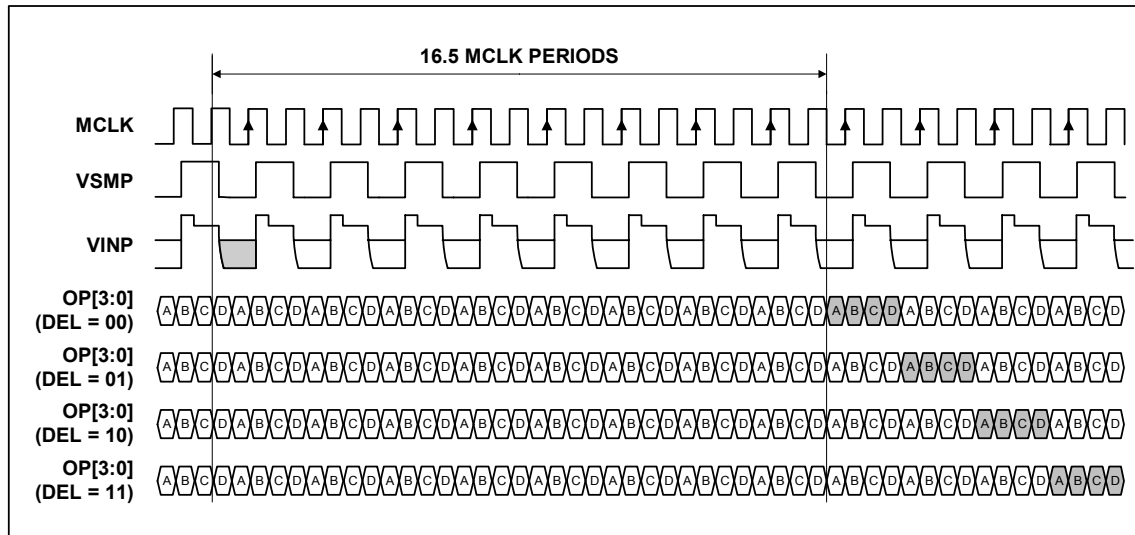 16.5 MCLK PERIODS
MCLK
VSMP
VINP
OP[3:0]
(DEL = 00)
A B C D A B C D A B C D A B C D A B C D A B C D A B C D A B C D A B C D A B C D A B C D A B C D A B C D
OP[3:0]
(DEL = 01)
A B C D A B C D A B C D A B C D A B C D A B C D A B C D A B C D A B C D A B C D A B C D A B C D A B C D
OP[3:0]
(DEL = 10)
A B C D A B C D A B C D A B C D A B C D A B C D A B C D A B C D A B C D A B C D A B C D A B C D A B C D
OP[3:0]
(DEL = 11)
A B C D A B C D A B C D A B C D A B C D A B C D A B C D A B C D A B C D A B C D A B C D A B C D A B C D